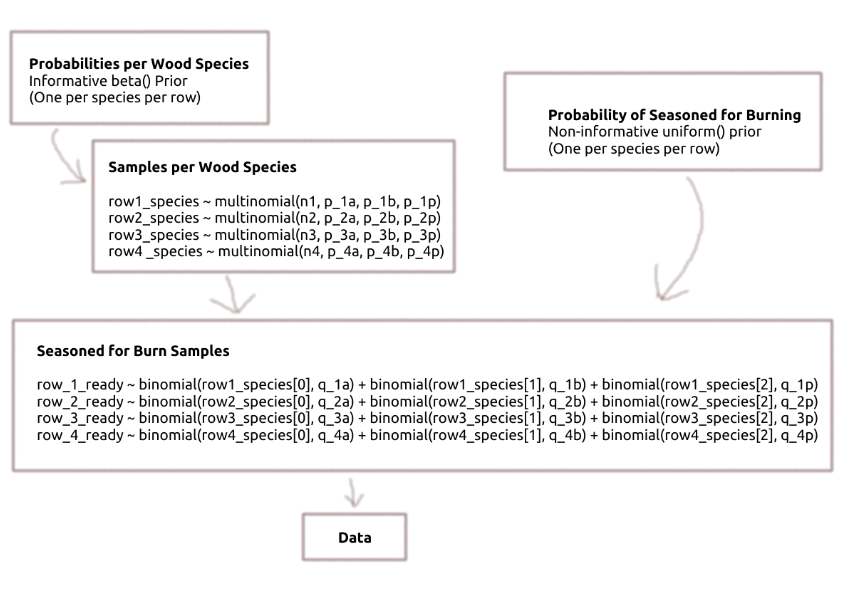 Probabilities per Wood Species
Informative beta() Prior
(One per species per row)
Probability of Seasoned for Burning
Non-informative uniform() prior
(One per species per row)
Samples per Wood Species
row1_species ~ multinomial(n1, p_1a, p_1b, p_1p)
row2_species ~ multinomial(n2, p_2a, p_2b, p_2p)
row3_species ~ multinomial(n3, p_3a, p_3b, p_3p)
row4 _species ~ multinomial(n4, p_4a, p_4b, p_4p)
Seasoned for Burn Samples
row_1_ready ~ binomial(row1_species[0], q_1a) + binomial(row1_species[1], q_1b) + binomial(row1_species[2], q_1p)
row_2_ready ~ binomial(row2_species[0], q_2a) + binomial(row2_species[1], q_2b) + binomial(row2_species[2], q_2p)
row_3_ready ~ binomial(row3_species[0], q_3a) + binomial(row3_species[1], q_3b) + binomial(row3_species[2], q_3p)
row_4_ready ~ binomial(row4_species[0], q_4a) + binomial(row4_species[1], q_4b) + binomial(row4_species[2], q_4p)
Data